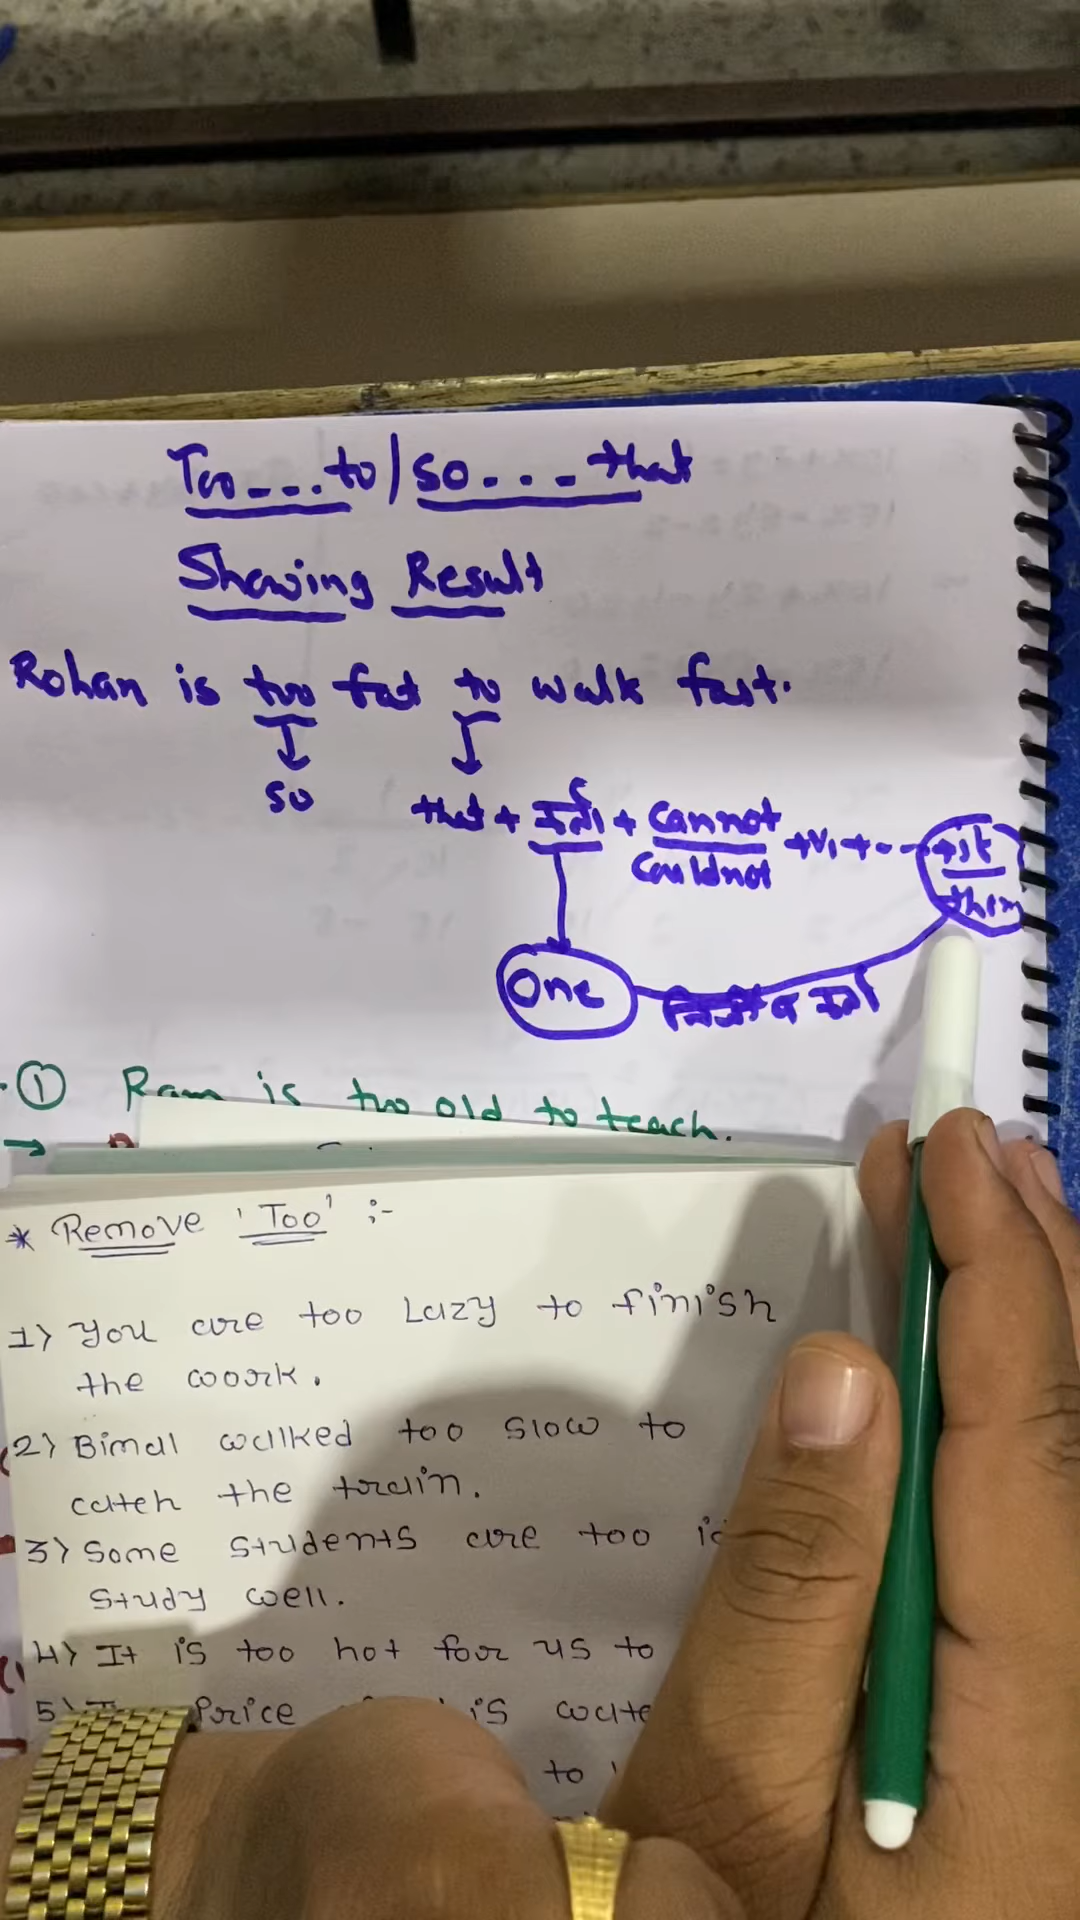 Too---to/so...that
Showing Result
Rohan is too fat to walk fast.
so
that + कर्ता + cannot + V₁ + --- + it
couldnot
them
One
निर्जीव कर्ता
① Ram is too old to teach.
→
* Remove 'Too' :-
1) You are too Lazy to finish
the work.
2) Bimal walked too slow to
catch the train.
3) Some students are too
study well.
4) It is too hot for us to
5) Price is
to